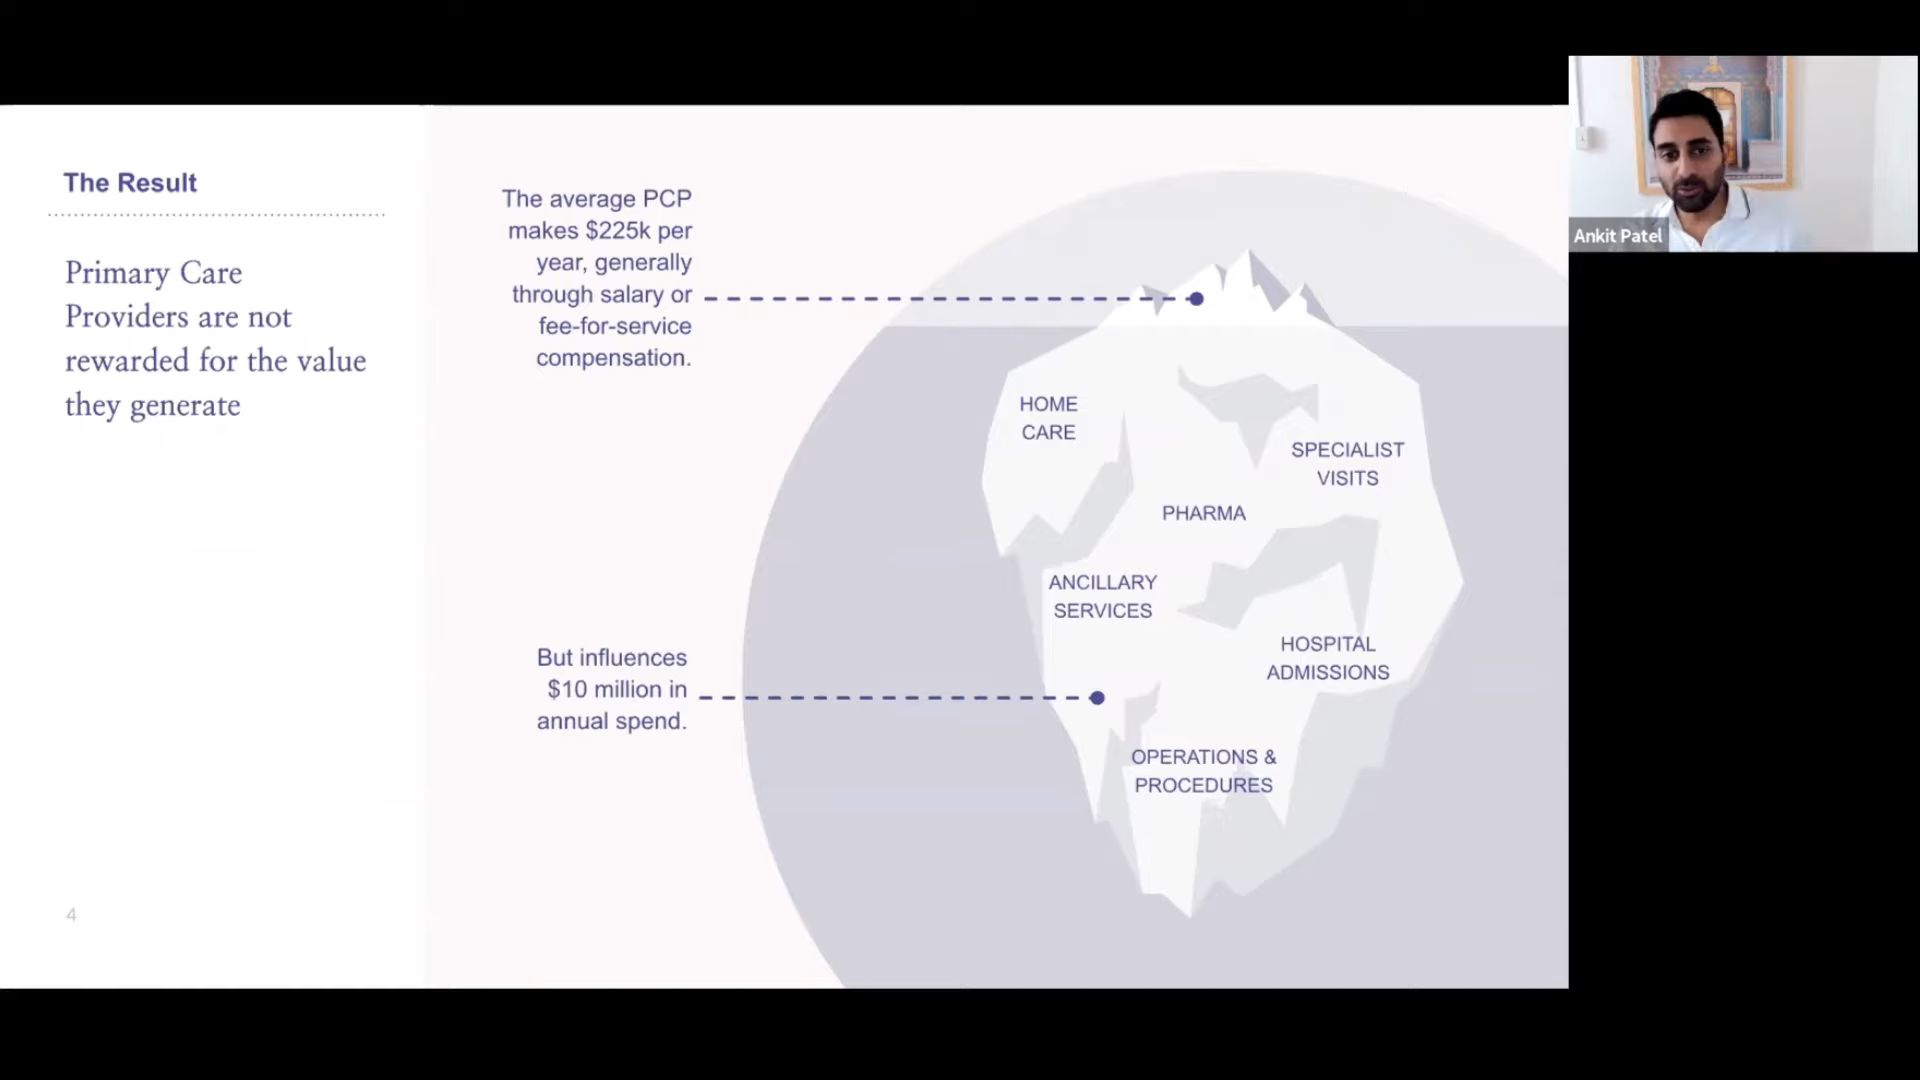 The Result
Primary Care
Providers are not
rewarded for the value
they generate
4
The average PCP
makes $225k per
year, generally
through salary or
fee-for-service
compensation.
But influences
$10 million in
annual spend.
HOME
CARE
SPECIALIST
VISITS
PHARMA
ANCILLARY
SERVICES
HOSPITAL
ADMISSIONS
OPERATIONS &
PROCEDURES
Ankit Patel